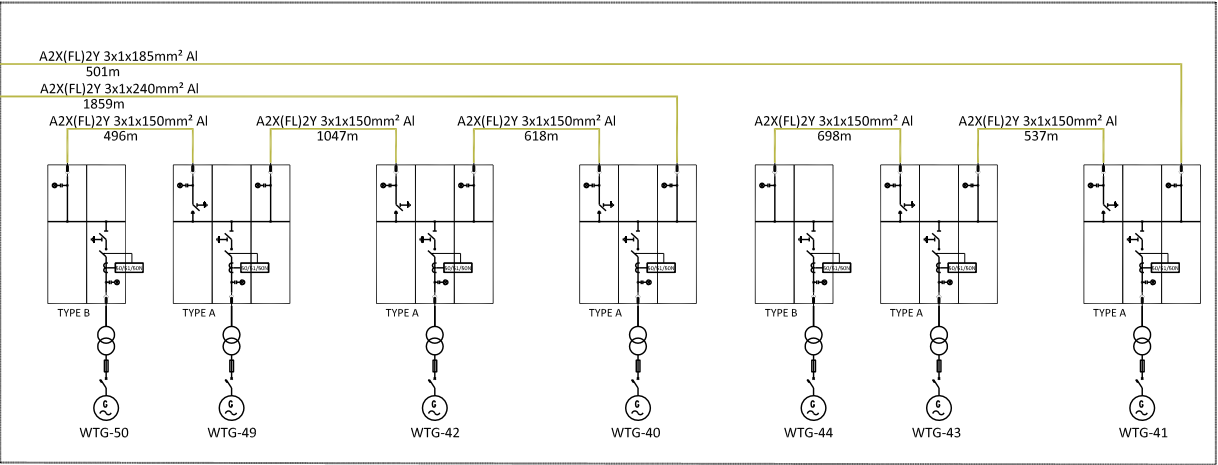 A2X(FL)2Y 3x1x185mm² Al
501m
A2X(FL)2Y 3x1x240mm² Al
1859m
A2X(FL)2Y 3x1x150mm² Al
496m
A2X(FL)2Y 3x1x150mm² Al
1047m
A2X(FL)2Y 3x1x150mm² Al
618m
A2X(FL)2Y 3x1x150mm² Al
698m
A2X(FL)2Y 3x1x150mm² Al
537m
TYPE B
TYPE A
TYPE A
TYPE A
TYPE B
TYPE A
TYPE A
G
G
G
G
G
G
G
WTG-50
WTG-49
WTG-42
WTG-40
WTG-44
WTG-43
WTG-41